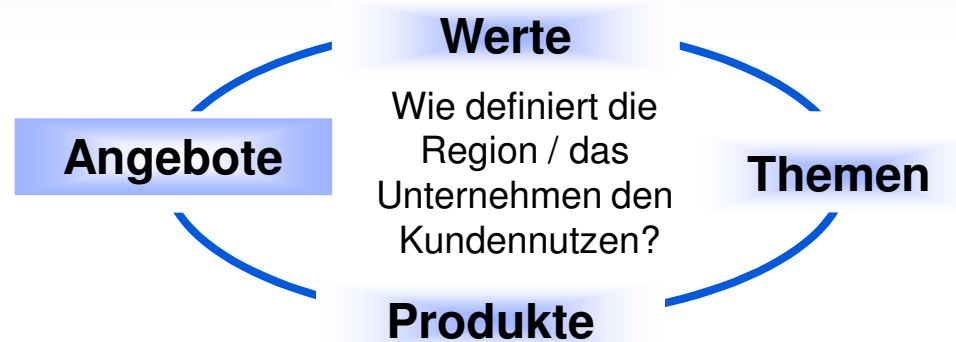 Werte
Wie definiert die
Region / das
Unternehmen den
Kundennutzen?
Angebote
Themen
Produkte